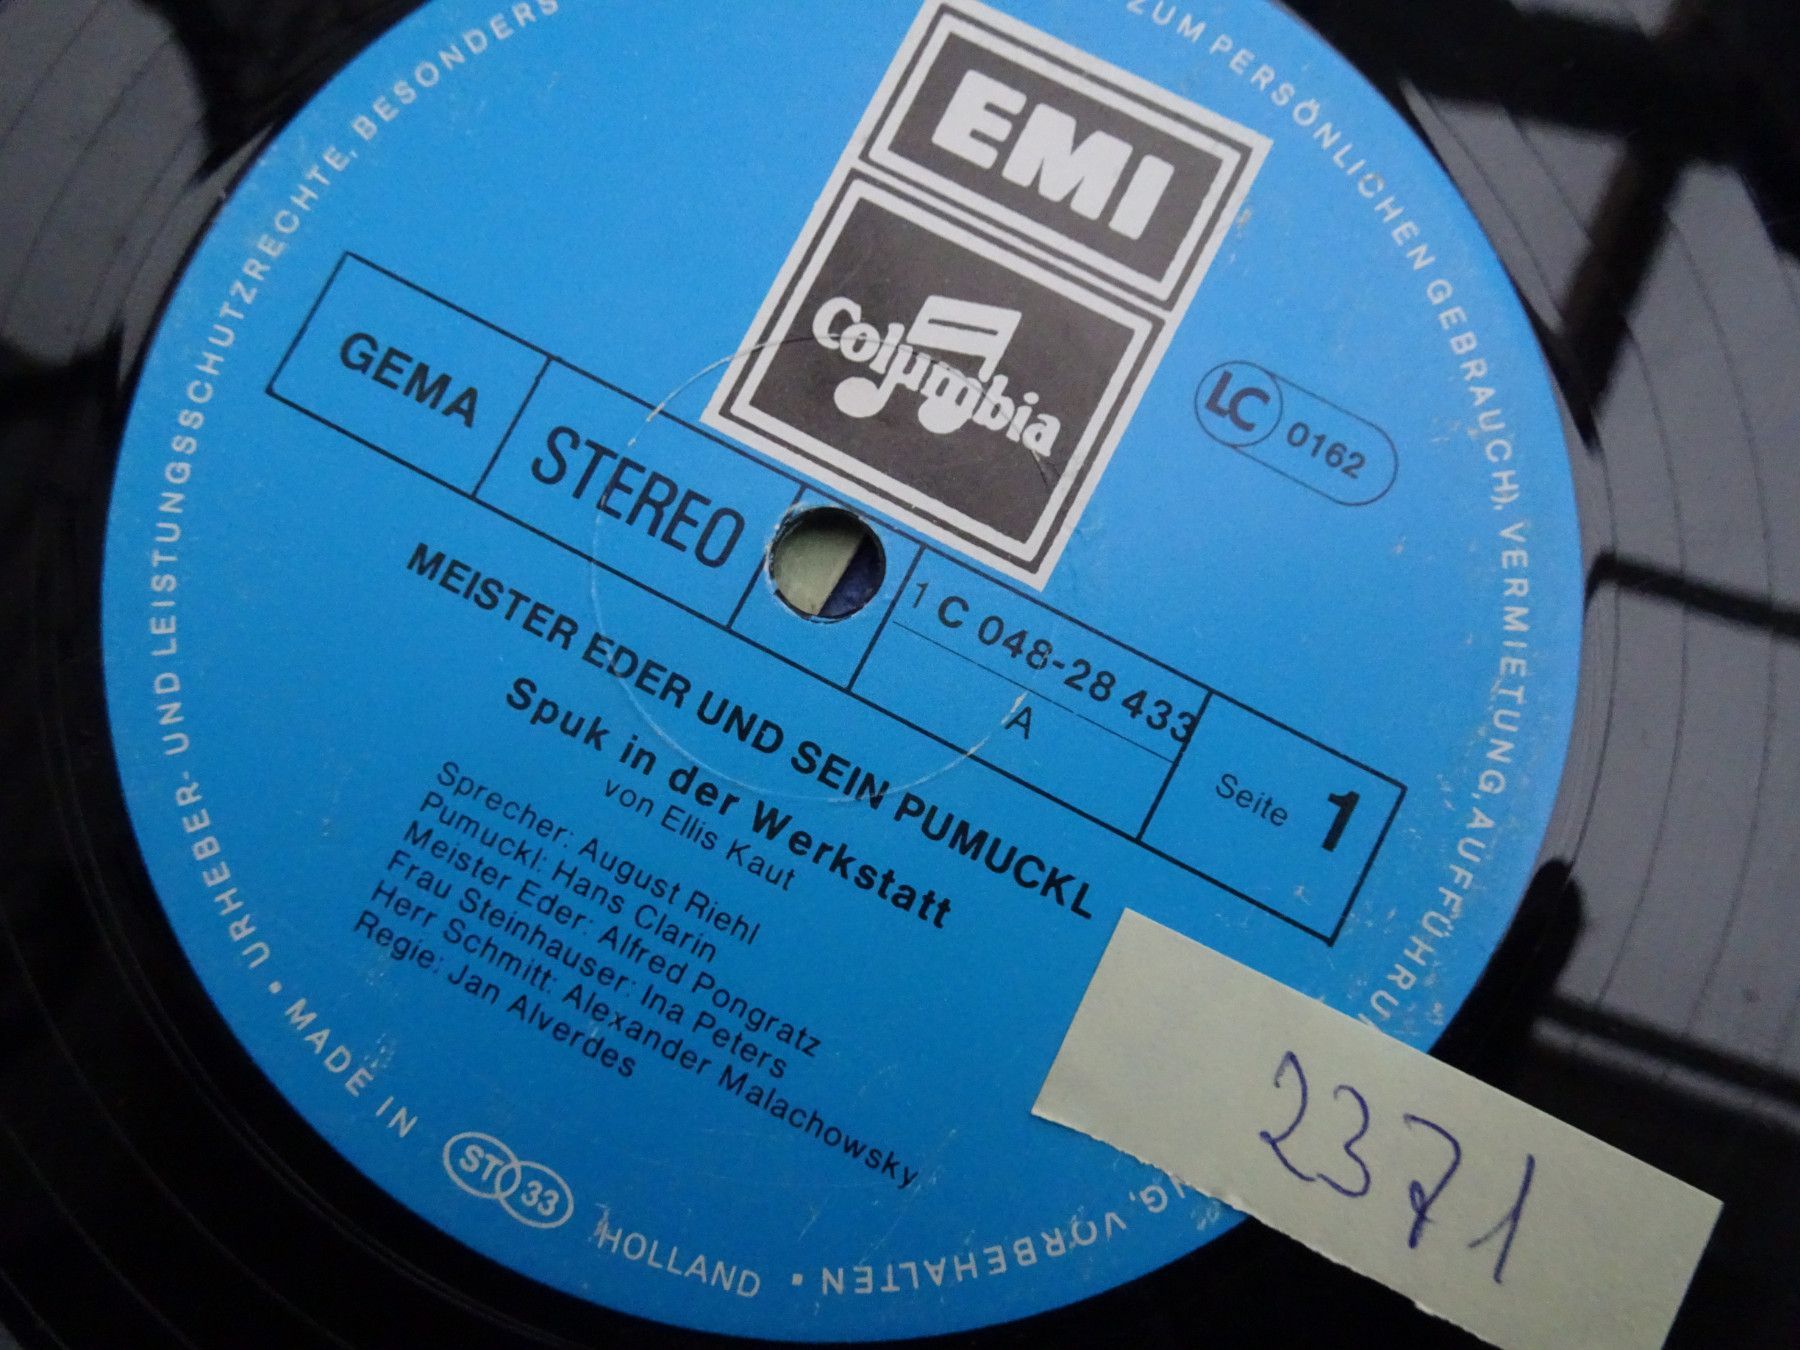 EMI
Columbia
LC 0162
GEMA
STEREO
1 C 048-28 433
A
Seite 1
MEISTER EDER UND SEIN PUMUCKL
Spuk in der Werkstatt
von Ellis Kaut
Sprecher: August Riehl
Pumuckl: Hans Clarin
Meister Eder: Alfred Pongratz
Frau Steinhauser: Ina Peters
Herr Schmitt: Alexander Malachowsky
Regie: Jan Alverdes
URHEBER- UND LEISTUNGSSCHUTZRECHTE, BESONDERS
ZUM PERSÖNLICHEN GEBRAUCH), VERMIETUNG, AUFFÜHRU
G, VORBEHALTEN
MADE IN
ST 33
HOLLAND
2371